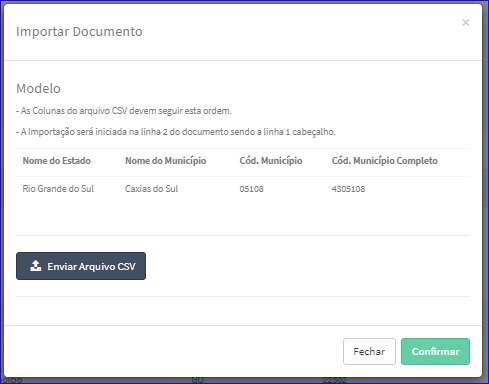 Importar Documento
×
Modelo
- As Colunas do arquivo CSV devem seguir esta ordem.
- A Importação será iniciada na linha 2 do documento sendo a linha 1 cabeçalho.
Nome do Estado Nome do Município Cód. Município Cód. Município Completo
Rio Grande do Sul Caxias do Sul 05108 4305108
Enviar Arquivo CSV
Fechar Confirmar